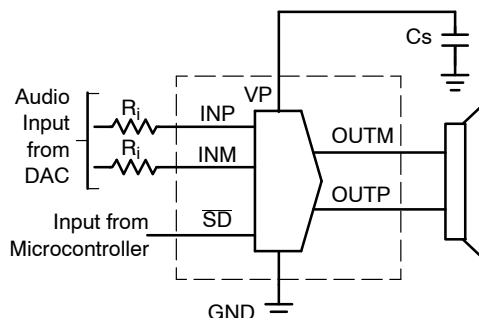 Cs
VP
Audio
Input
from
DAC
Ri
INP
Ri
INM
OUTM
OUTP
Input from
Microcontroller
SD
GND